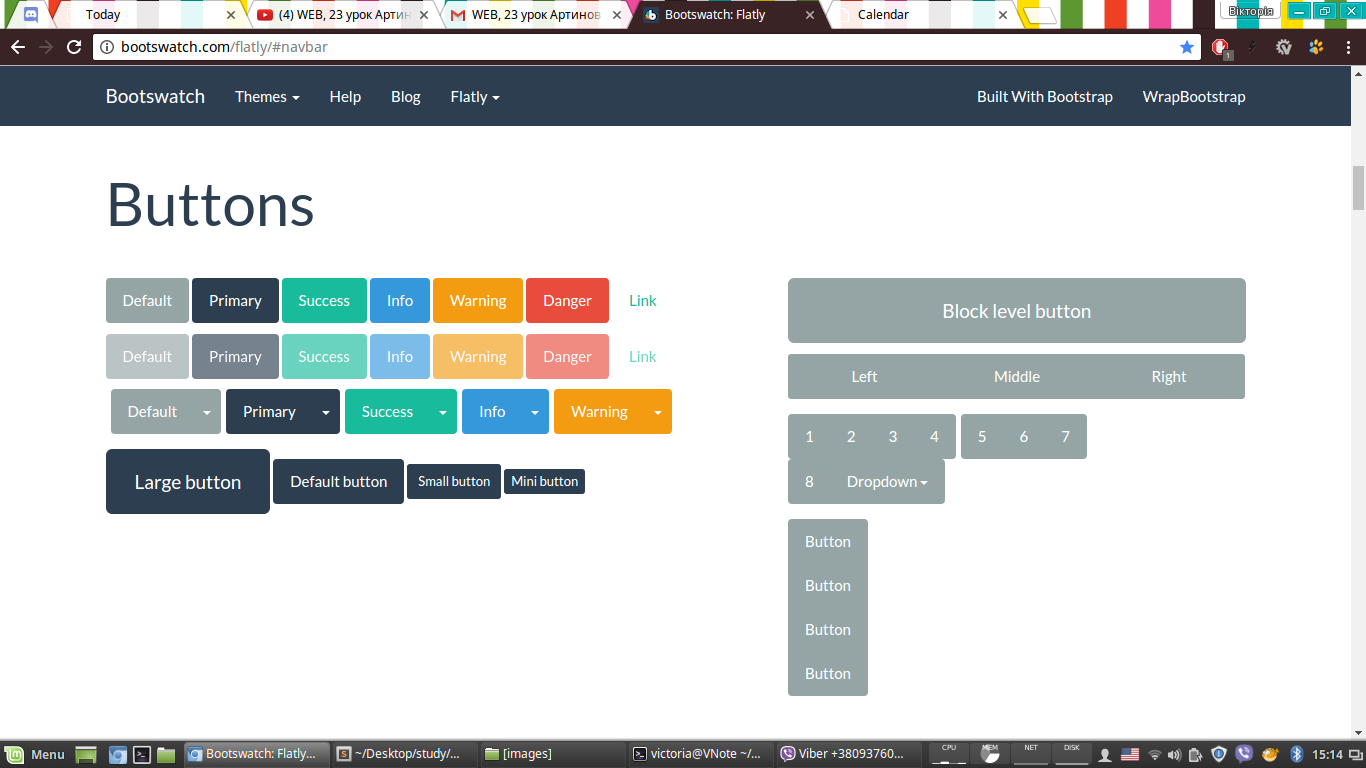 Today
(4) WEB, 23 урок Артин
WEB, 23 урок Артинов
Bootswatch: Flatly
Calendar
Вікторія
bootswatch.com/flatly/#navbar
1
Bootswatch Themes Help Blog Flatly Built With Bootstrap WrapBootstrap
Buttons
Default Primary Success Info Warning Danger Link
Default Primary Success Info Warning Danger Link
Default Primary Success Info Warning
Large button Default button Small button Mini button
Block level button
Left Middle Right
1 2 3 4 5 6 7
8 Dropdown
Button
Button
Button
Button
Menu Bootswatch: Flatly... ~/Desktop/study/... [images] victoria@VNote ~/... Viber +38093760... CPU MEM NET DISK 15:14